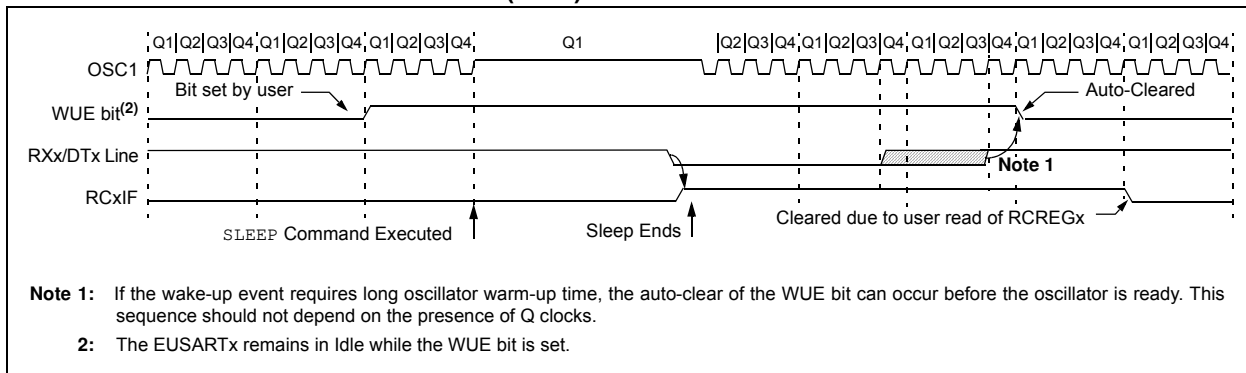 Q1 Q2 Q3 Q4 Q1 Q2 Q3 Q4 Q1 Q2 Q3 Q4 Q1 Q2 Q3 Q4 Q1 Q2 Q3 Q4 Q1 Q2 Q3 Q4 Q1 Q2 Q3 Q4
OSC1
Bit set by user
Auto-Cleared
WUE bit(2)
RXx/DTx Line
Note 1
RCxIF
Cleared due to user read of RCREGx
SLEEP Command Executed
Sleep Ends
Note 1: If the wake-up event requires long oscillator warm-up time, the auto-clear of the WUE bit can occur before the oscillator is ready. This
sequence should not depend on the presence of Q clocks.
2: The EUSARTx remains in Idle while the WUE bit is set.